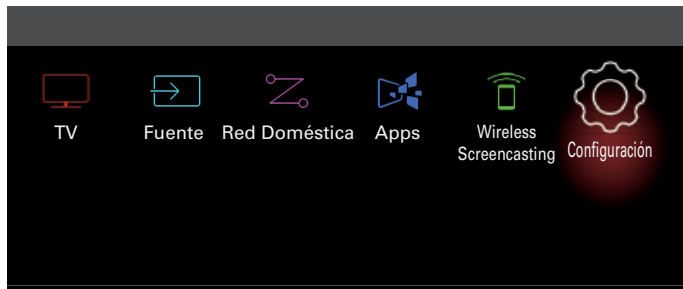 TV
Fuente
Red Doméstica
Apps
Wireless
Screencasting
Configuración